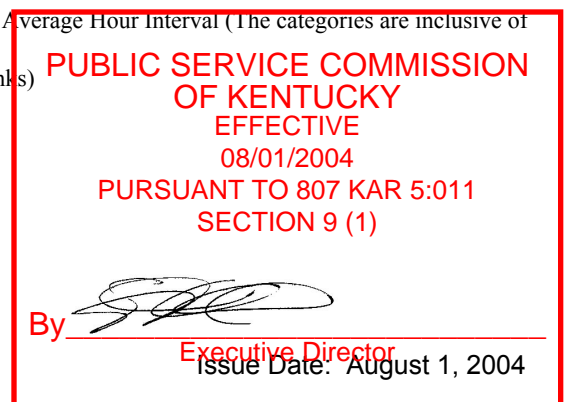 Average Hour Interval (The categories are inclusive of
PUBLIC SERVICE COMMISSION
OF KENTUCKY
EFFECTIVE
08/01/2004
PURSUANT TO 807 KAR 5:011
SECTION 9 (1)
By
Executive Director
Issue Date: August 1, 2004